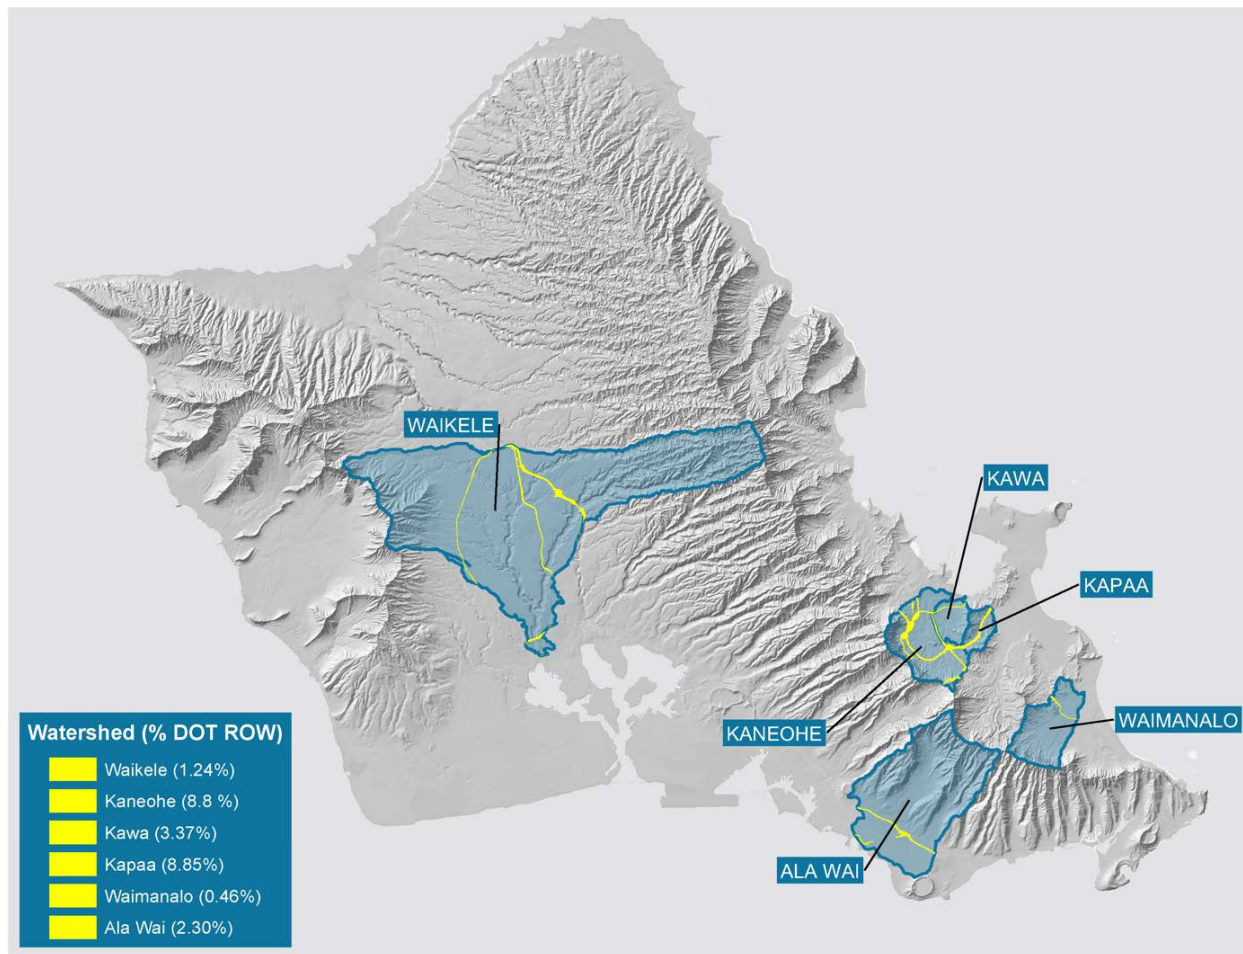 WAIKELE
KAWA
KAPAA
WAIMANALO
KANEOHE
ALA WAI
Watershed (% DOT ROW)
Waikele (1.24%)
Kaneohe (8.8 %)
Kawa (3.37%)
Kapaa (8.85%)
Waimanalo (0.46%)
Ala Wai (2.30%)